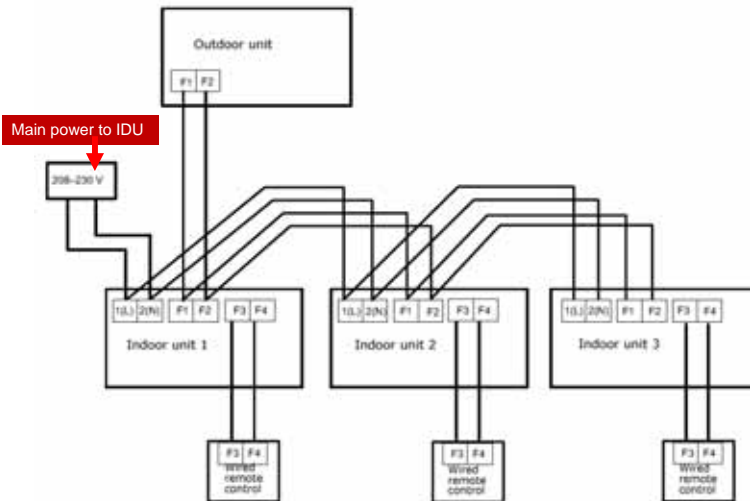 Outdoor unit
F1 F2
Main power to IDU
208–230 V
1(L) 2(N) F1 F2 F3 F4
1(L) 2(N) F1 F2 F3 F4
1(L) 2(N) F1 F2 F3 F4
Indoor unit 1
Indoor unit 2
Indoor unit 3
F3 F4
Wired
remote
control
F3 F4
Wired
remote
control
F3 F4
Wired
remote
control